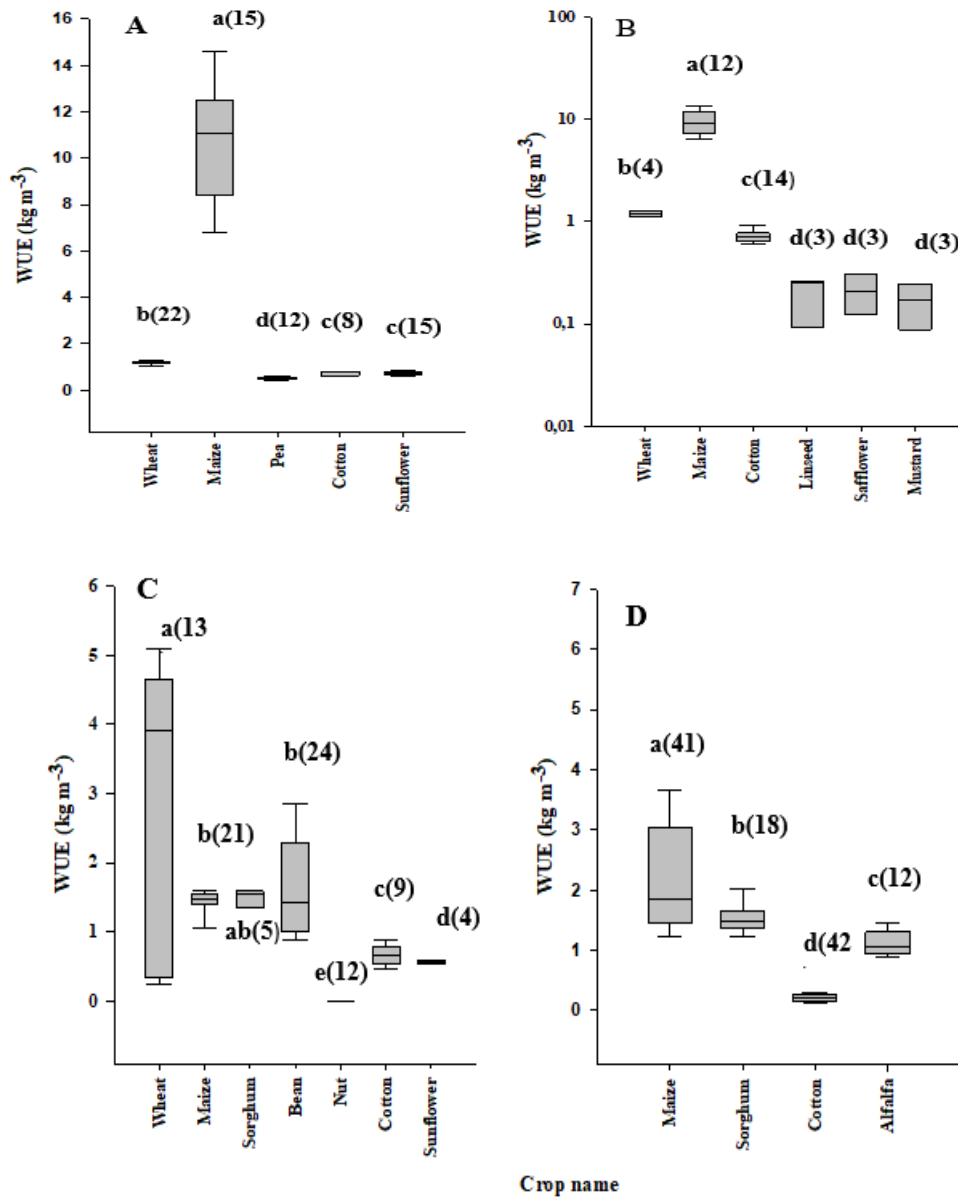 A
a(15)
b(22)
d(12)
c(8)
c(15)
16
14
12
10
8
6
4
2
0
WUE (kg m⁻³)
Wheat
Maize
Pea
Cotton
Sunflower
B
a(12)
b(4)
c(14)
d(3)
d(3)
d(3)
100
10
1
0,1
0,01
WUE (kg m⁻³)
Wheat
Maize
Cotton
Linseed
Safflower
Mustard
C
a(13
b(24)
b(21)
c(9)
ab(5)
d(4)
e(12)
6
5
4
3
2
1
0
WUE (kg m⁻³)
Wheat
Maize
Sorghum
Bean
Nut
Cotton
Sunflower
D
a(41)
b(18)
c(12)
d(42
7
6
5
4
3
2
1
0
WUE (kg m⁻³)
Maize
Sorghum
Cotton
Alfalfa
Crop name